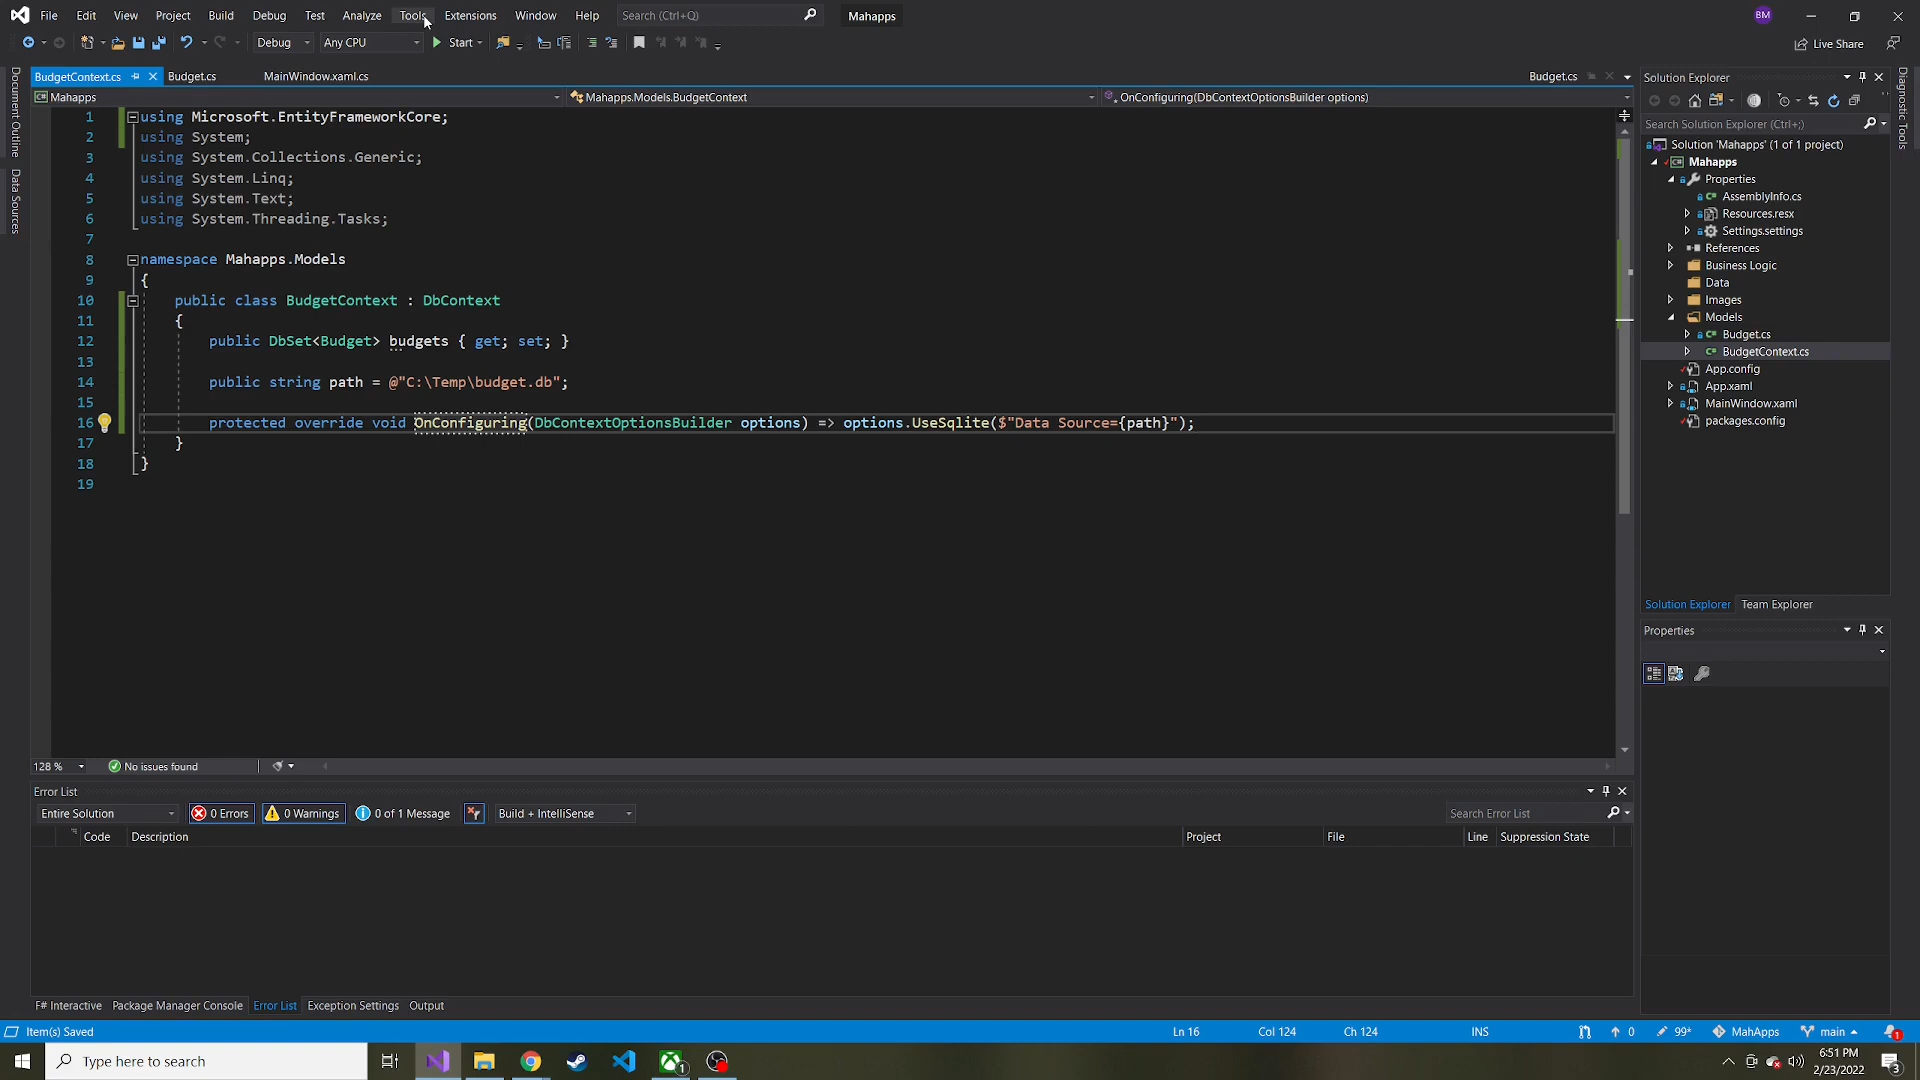 File Edit View Project Build Debug Test Analyze Tools Extensions Window Help Search (Ctrl+Q) Mahapps BM
Debug Any CPU Start Live Share
Document Outline
Data Sources
Diagnostic Tools
BudgetContext.cs Budget.cs MainWindow.xaml.cs Budget.cs
Mahapps Mahapps.Models.BudgetContext OnConfiguring(DbContextOptionsBuilder options)
1 using Microsoft.EntityFrameworkCore;
2 using System;
3 using System.Collections.Generic;
4 using System.Linq;
5 using System.Text;
6 using System.Threading.Tasks;
7
8 namespace Mahapps.Models
9 {
10 public class BudgetContext : DbContext
11 {
12 public DbSet<Budget> budgets { get; set; }
13
14 public string path = @"C:\Temp\budget.db";
15
16 protected override void OnConfiguring(DbContextOptionsBuilder options) => options.UseSqlite($"Data Source={path}");
17 }
18 }
19
128 % No issues found
Solution Explorer
Search Solution Explorer (Ctrl+;)
Solution 'Mahapps' (1 of 1 project)
Mahapps
Properties
AssemblyInfo.cs
Resources.resx
Settings.settings
References
Business Logic
Data
Images
Models
Budget.cs
BudgetContext.cs
App.config
App.xaml
MainWindow.xaml
packages.config
Solution Explorer Team Explorer
Properties
Error List
Entire Solution 0 Errors 0 Warnings 0 of 1 Message Build + IntelliSense Search Error List
Code Description Project File Line Suppression State
F# Interactive Package Manager Console Error List Exception Settings Output
Item(s) Saved Ln 16 Col 124 Ch 124 INS 0 99* MahApps main 1
Type here to search 1 6:51 PM
2/23/2022 3